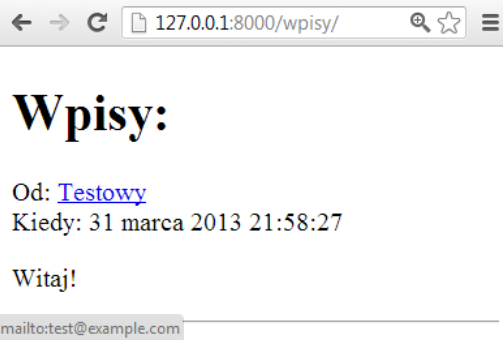 127.0.0.1:8000/wpisy/
Wpisy:
Od: Testowy
Kiedy: 31 marca 2013 21:58:27
Witaj!
mailto:test@example.com